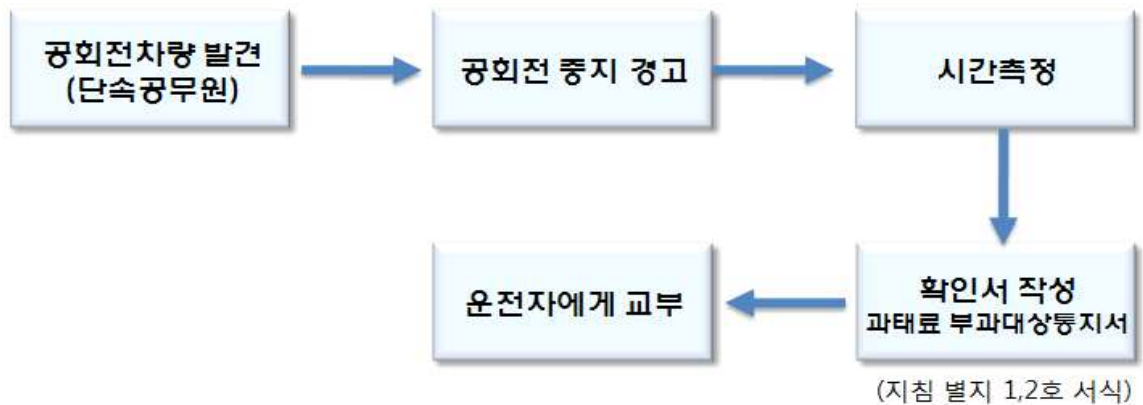 공회전차량 발견
(단속공무원)
공회전 중지 경고
시간측정
확인서 작성
과태료 부과대상통지서
(지침 별지 1,2호 서식)
운전자에게 교부